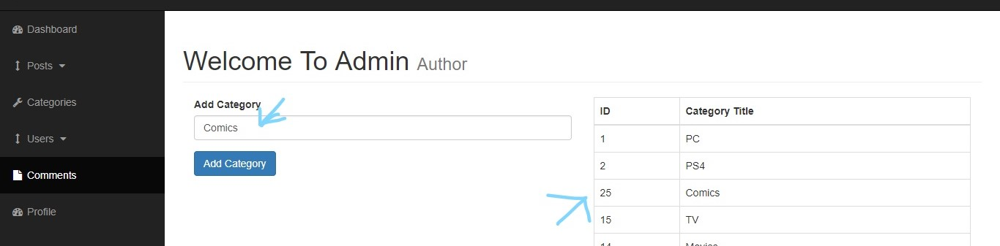 Dashboard
Posts
Categories
Users
Comments
Profile
Welcome To Admin Author
Add Category
Comics
Add Category
ID Category Title
1 PC
2 PS4
25 Comics
15 TV
14 Movies